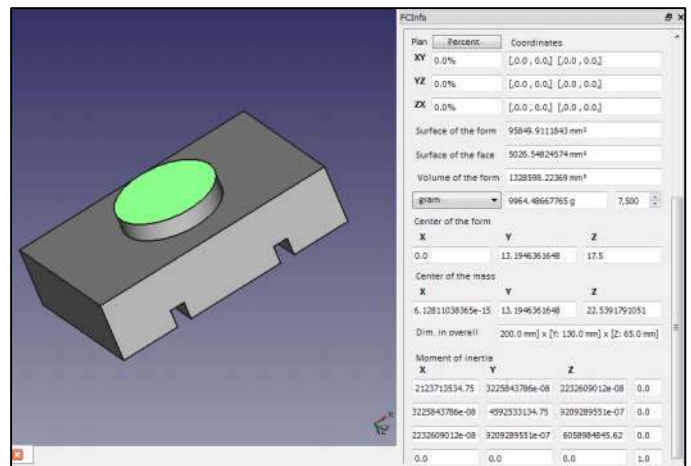 FCInfo
Plan Percent Coordinates
XY 0.0% [,0.0 , 0.0,] [,0.0 , 0.0,]
YZ 0.0% [,0.0 , 0.0,] [,0.0 , 0.0,]
ZX 0.0% [,0.0 , 0.0,] [,0.0 , 0.0,]
Surface of the form 95849.9111843 mm²
Surface of the face 5026.54824574 mm²
Volume of the form 1328598.22369 mm³
gram 9964.48667765 g 7,500
Center of the form
X Y Z
0.0 13.1946361648 17.5
Center of the mass
X Y Z
6.12811038365e-15 13.1946361648 22.5391791051
Dim. in overall 200.0 mm] x [Y: 130.0 mm] x [Z: 65.0 mm]
Moment of inertia
X Y Z
2123713534.75 3225843786e-08 2232609012e-08 0.0
3225843786e-08 4592533134.75 9209289551e-07 0.0
2232609012e-08 9209289551e-07 6058984845.62 0.0
0.0 0.0 0.0 1.0